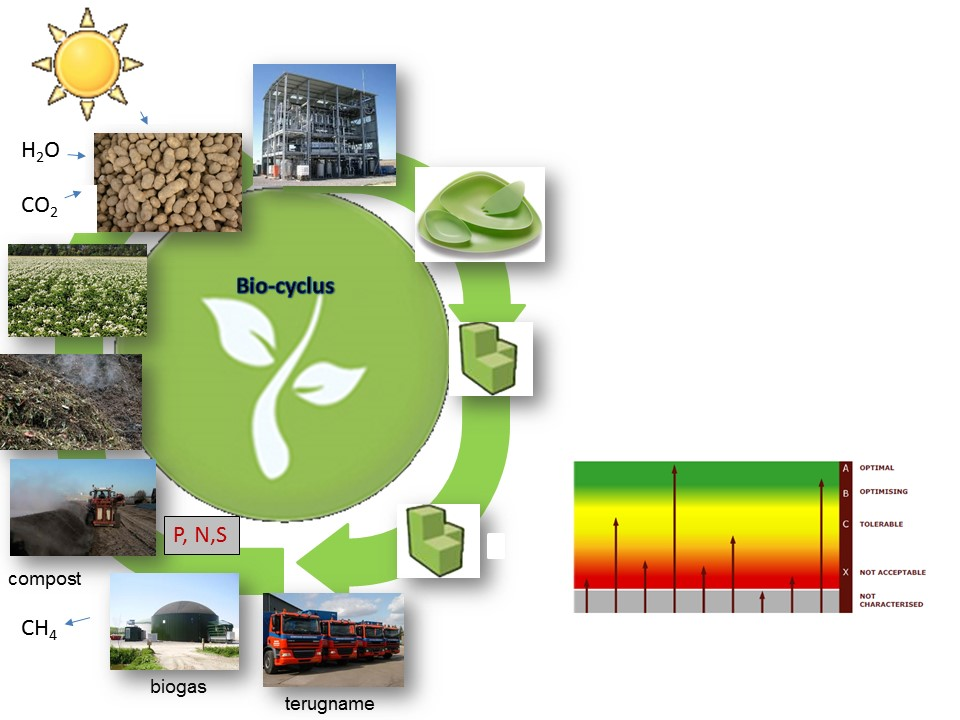 H₂O
CO₂
Bio-cyclus
P, N,S
compost
CH₄
biogas
terugname
A OPTIMAL
B OPTIMISING
C TOLERABLE
X NOT ACCEPTABLE
NOT
CHARACTERISED